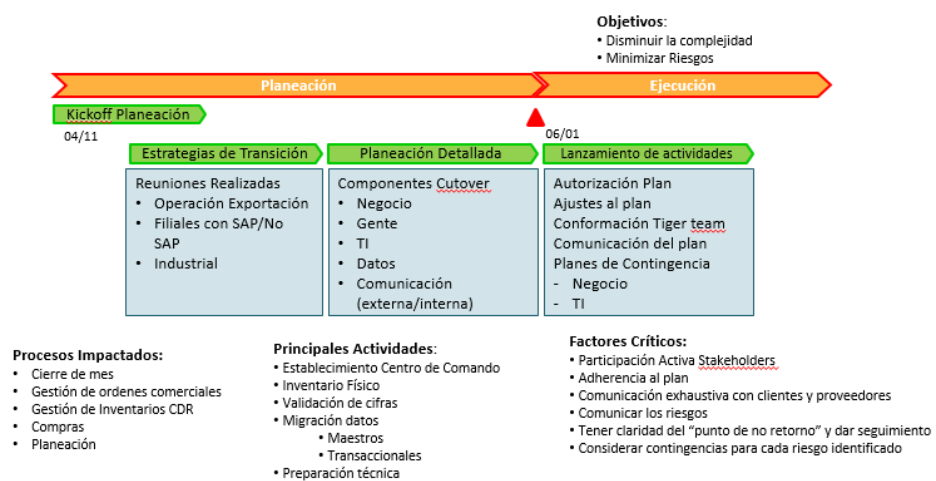 Objetivos:
• Disminuir la complejidad
• Minimizar Riesgos
Planeación
Ejecución
Kickoff Planeación
04/11
06/01
Estrategias de Transición
Reuniones Realizadas
• Operación Exportación
• Filiales con SAP/No
SAP
• Industrial
Planeación Detallada
Componentes Cutover
• Negocio
• Gente
• TI
• Datos
• Comunicación
(externa/interna)
Lanzamiento de actividades
Autorización Plan
Ajustes al plan
Conformación Tiger team
Comunicación del plan
Planes de Contingencia
- Negocio
- TI
Procesos Impactados:
• Cierre de mes
• Gestión de ordenes comerciales
• Gestión de Inventarios CDR
• Compras
• Planeación
Principales Actividades:
• Establecimiento Centro de Comando
• Inventario Físico
• Validación de cifras
• Migración datos
• Maestros
• Transaccionales
• Preparación técnica
Factores Críticos:
• Participación Activa Stakeholders
• Adherencia al plan
• Comunicación exhaustiva con clientes y proveedores
• Comunicar los riesgos
• Tener claridad del “punto de no retorno” y dar seguimiento
• Considerar contingencias para cada riesgo identificado